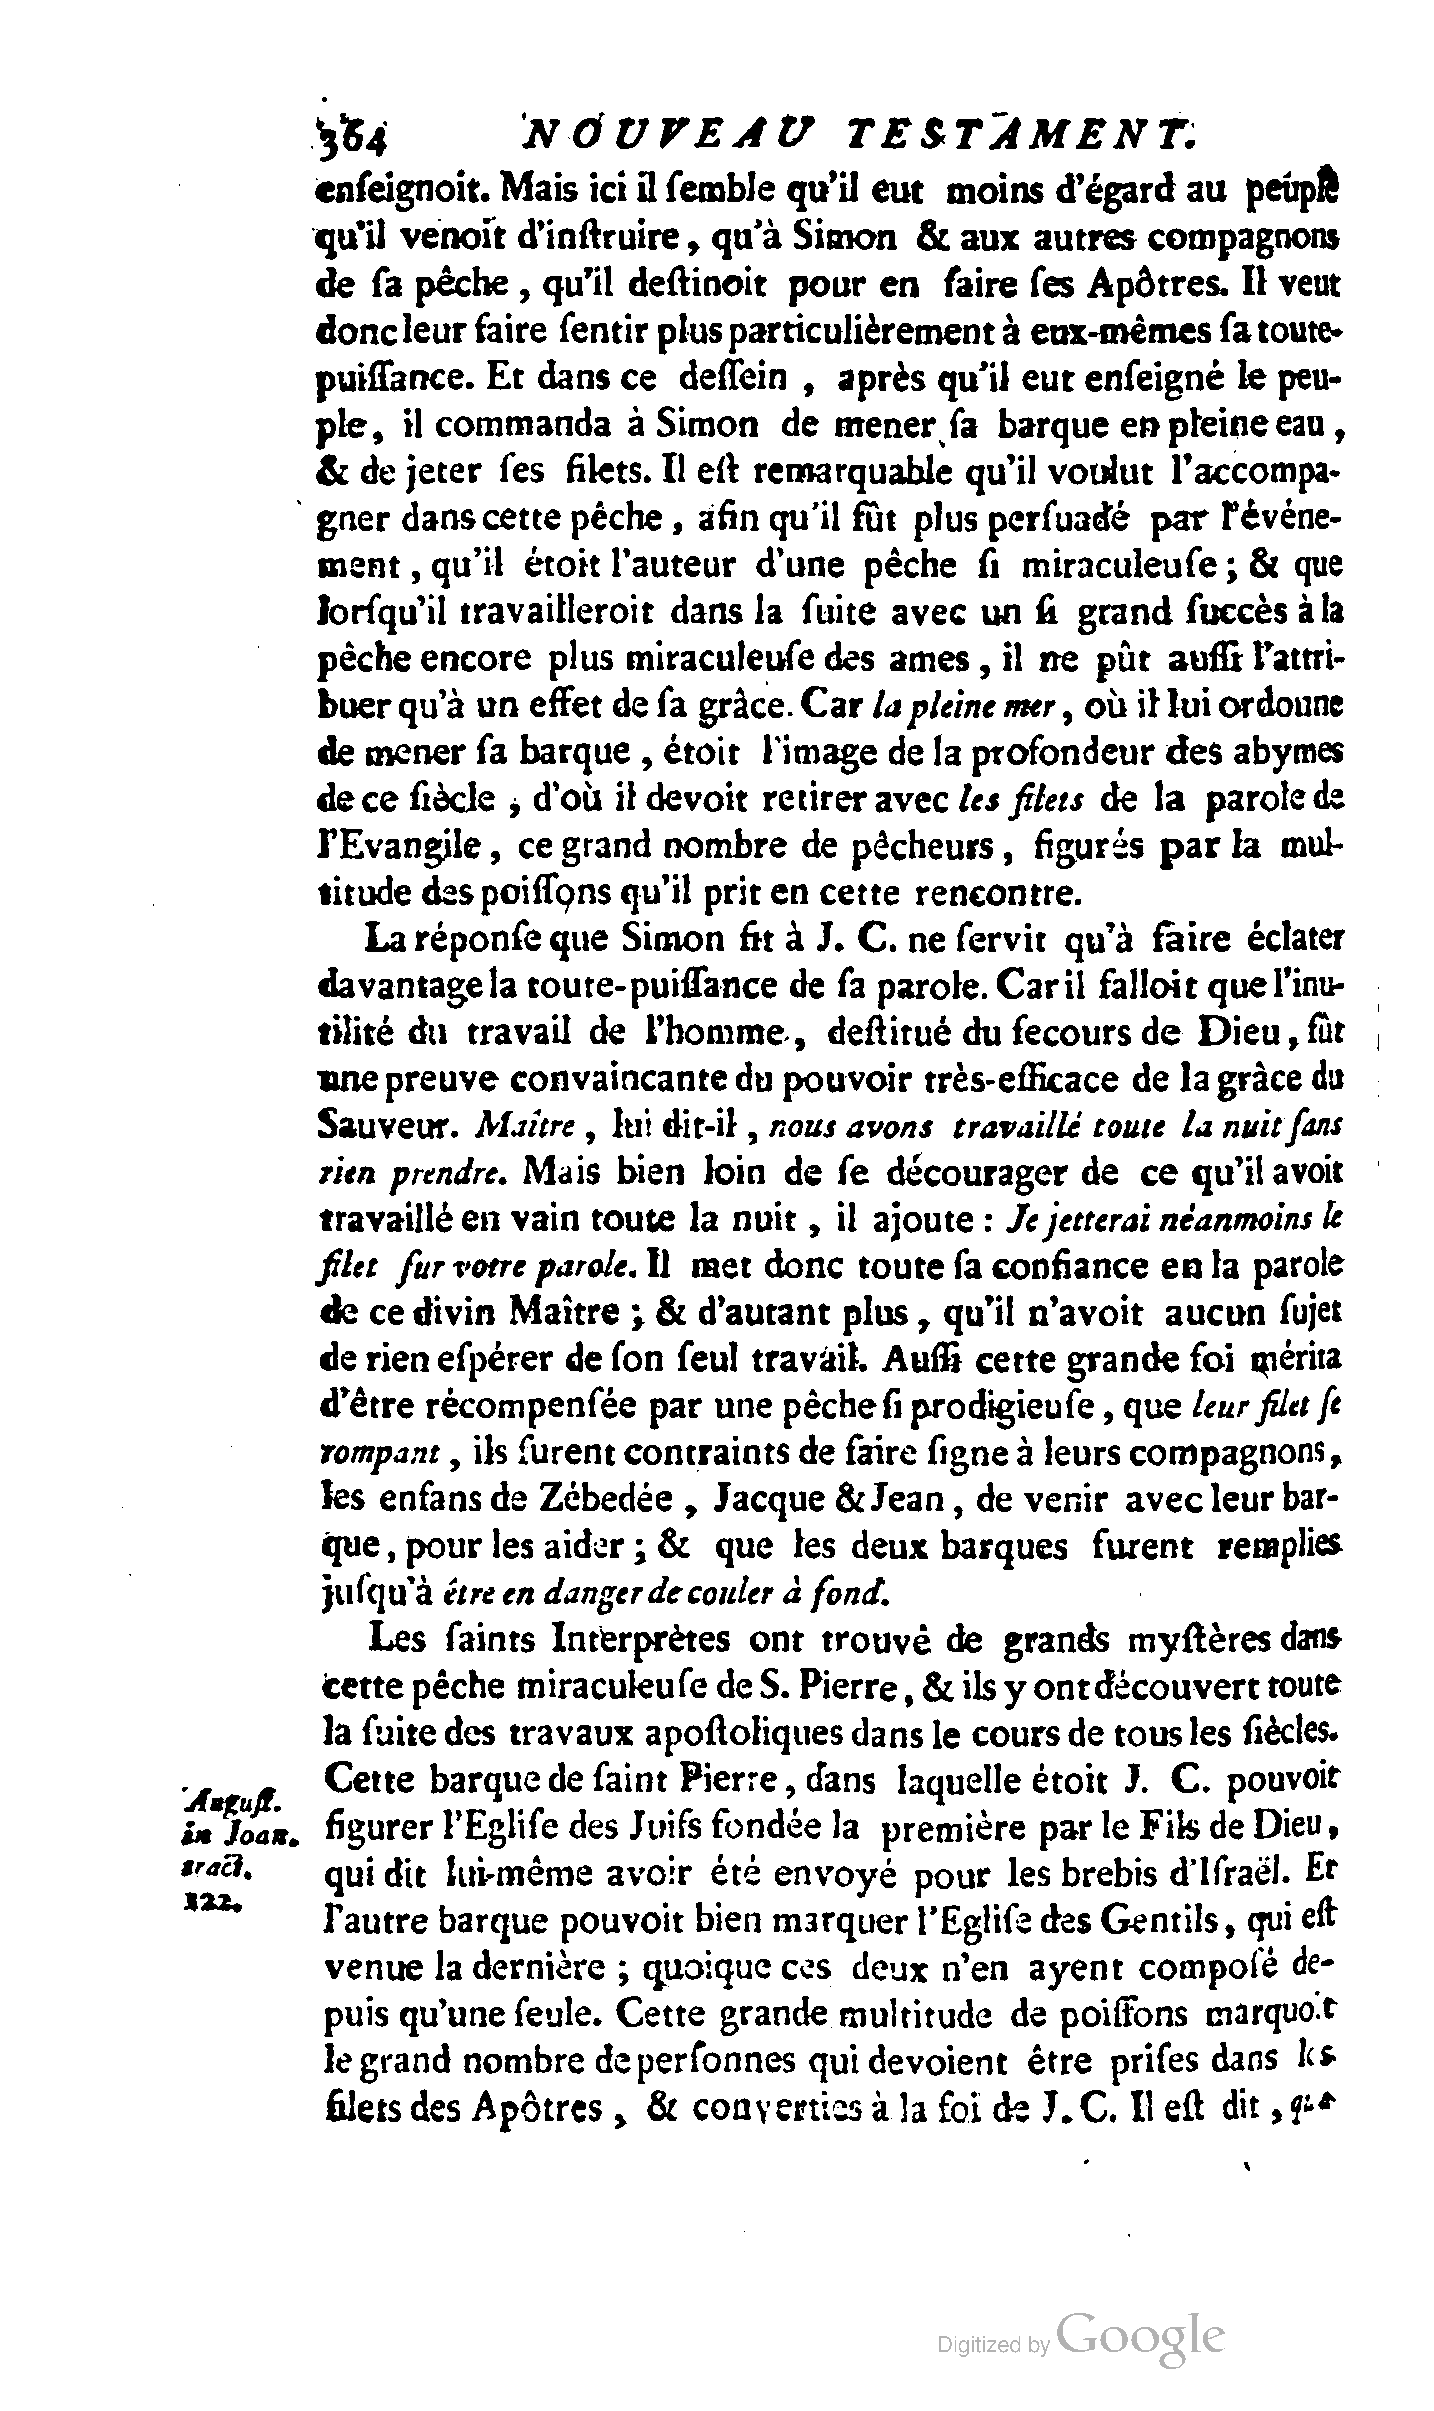 364 NOUVEAU TESTAMENT.
enſeignoit. Mais ici il ſemble qu'il eut moins d'égard au peuple
qu'il venoit d'inſtruire, qu'à Simon & aux autres compagnons
de ſa pêche, qu'il deſtinoit pour en faire ſes Apôtres. Il veut
donc leur faire ſentir plus particulièrement à eux-mêmes ſa toute-
puiſſance. Et dans ce deſſein, après qu'il eut enſeigné le peu-
ple, il commanda à Simon de mener ſa barque en pleine eau,
& de jeter ſes filets. Il eſt remarquable qu'il voulut l'accompa-
gner dans cette pêche, afin qu'il fût plus perſuadé par l'événe-
ment, qu'il étoit l'auteur d'une pêche ſi miraculeuſe; & que
lorſqu'il travailleroit dans la ſuite avec un ſi grand ſuccès à la
pêche encore plus miraculeuſe des ames, il ne pût auſſi l'attri-
buer qu'à un effet de ſa grâce. Car la pleine mer, où il lui ordonne
de mener ſa barque, étoit l'image de la profondeur des abymes
de ce ſiècle, d'où il devoit retirer avec les filets de la parole de
l'Evangile, ce grand nombre de pêcheurs, figurés par la mul-
titude des poiſſons qu'il prit en cette rencontre.
La réponſe que Simon fit à J. C. ne ſervit qu'à faire éclater
davantage la toute-puiſſance de ſa parole. Car il falloit que l'inu-
tilité du travail de l'homme, deſtitué du ſecours de Dieu, fût
une preuve convaincante du pouvoir très-efficace de la grâce du
Sauveur. Maître, lui dit-il, nous avons travaillé toute la nuit ſans
rien prendre. Mais bien loin de ſe décourager de ce qu'il avoit
travaillé en vain toute la nuit, il ajoute : Je jetterai néanmoins le
filet ſur votre parole. Il met donc toute ſa confiance en la parole
de ce divin Maître; & d'autant plus, qu'il n'avoit aucun ſujet
de rien eſpérer de ſon ſeul travail. Auſſi cette grande foi mérita
d'être récompenſée par une pêche ſi prodigieuſe, que leur filet ſe
rompant, ils furent contraints de faire ſigne à leurs compagnons,
les enfans de Zébedée, Jacque & Jean, de venir avec leur bar-
que, pour les aider; & que les deux barques furent remplies
juſqu'à être en danger de couler à fond.
Les ſaints Interprètes ont trouvé de grands myſtères dans
cette pêche miraculeuſe de S. Pierre, & ils y ont découvert toute
la ſuite des travaux apoſtoliques dans le cours de tous les ſiècles.
Cette barque de ſaint Pierre, dans laquelle étoit J. C. pouvoit
figurer l'Egliſe des Juifs fondée la première par le Fils de Dieu,
qui dit lui-même avoir été envoyé pour les brebis d'Iſraël. Et
l'autre barque pouvoit bien marquer l'Egliſe des Gentils, qui eſt
venue la dernière; quoique ces deux n'en ayent compoſé de-
puis qu'une ſeule. Cette grande multitude de poiſſons marquoit
le grand nombre de perſonnes qui devoient être priſes dans les
filets des Apôtres, & converties à la foi de J. C. Il eſt dit, que
Auguſt.
in Joan.
tract.
122.
Digitized by Google